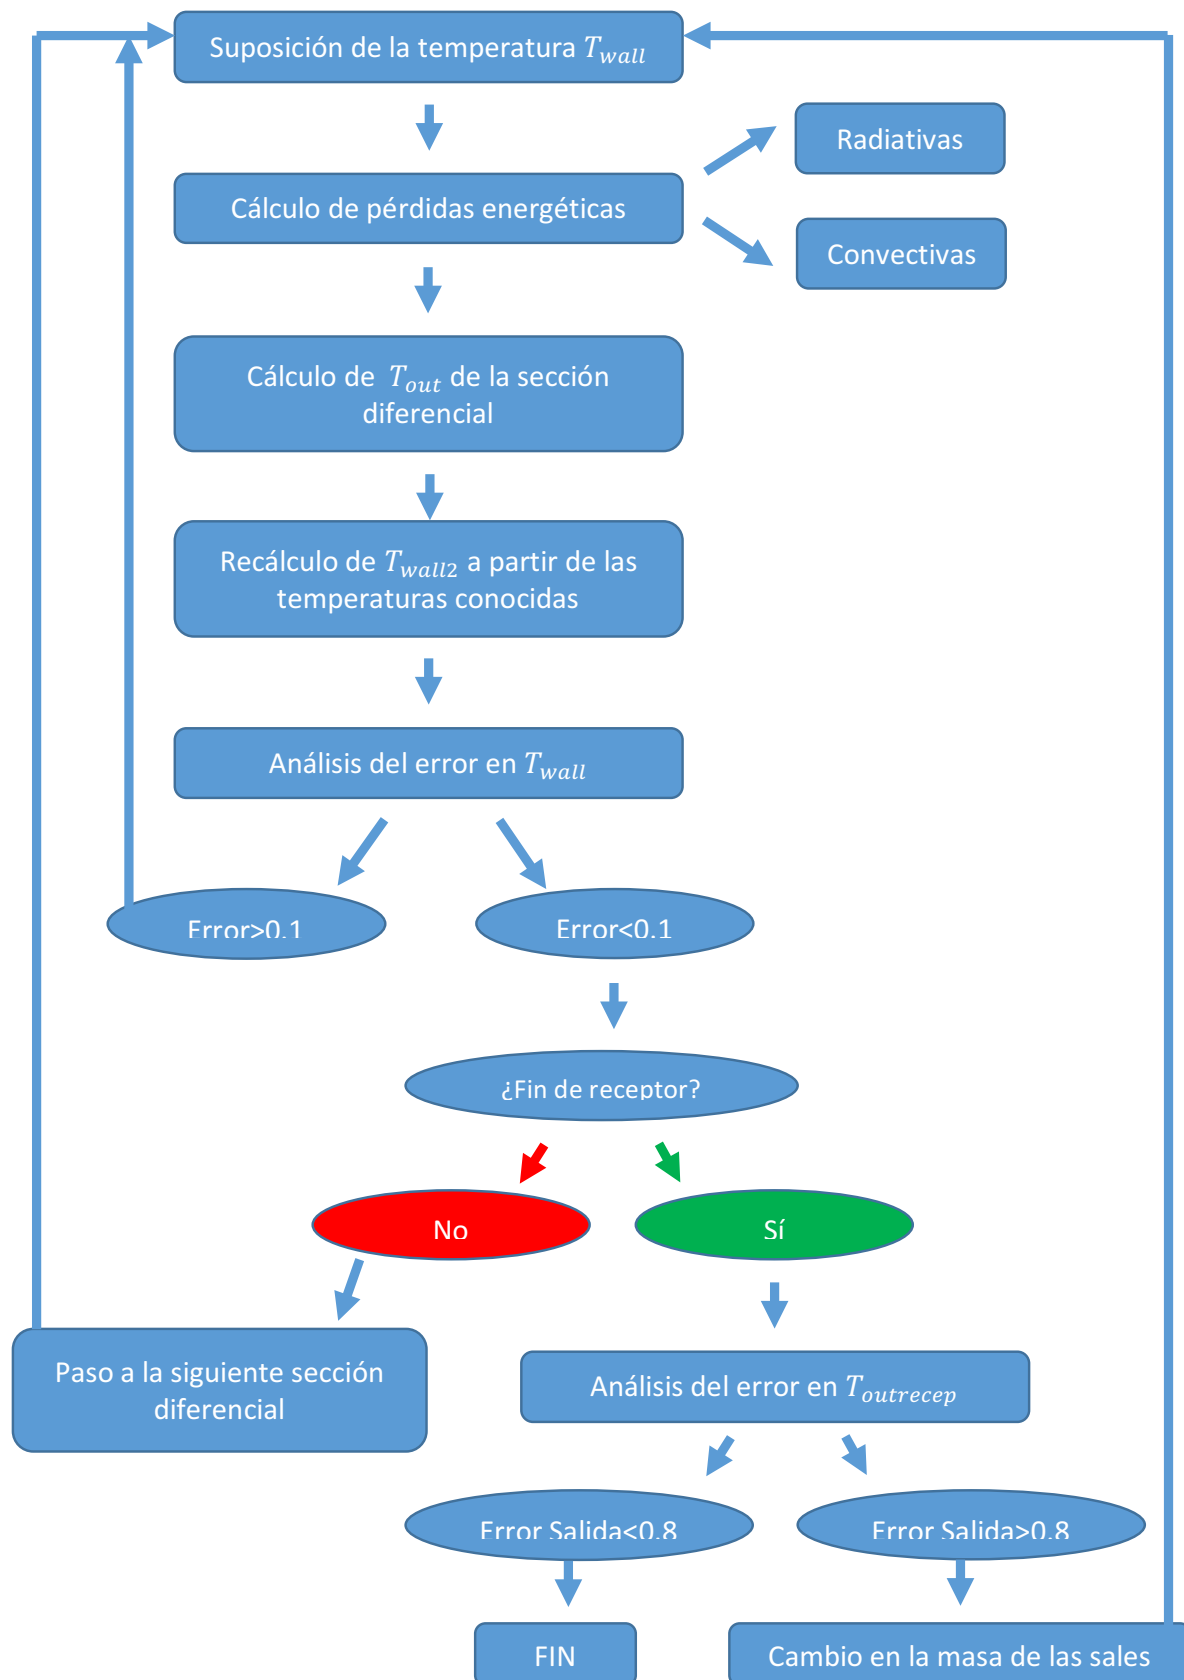 Suposición de la temperatura T_wall
Radiativas
Cálculo de pérdidas energéticas
Convectivas
Cálculo de T_out de la sección
diferencial
Recálculo de T_wall2 a partir de las
temperaturas conocidas
Análisis del error en T_wall
Error>0.1
Error<0.1
¿Fin de receptor?
No
Sí
Paso a la siguiente sección
diferencial
Análisis del error en T_outrecep
Error Salida<0.8
Error Salida>0.8
FIN
Cambio en la masa de las sales